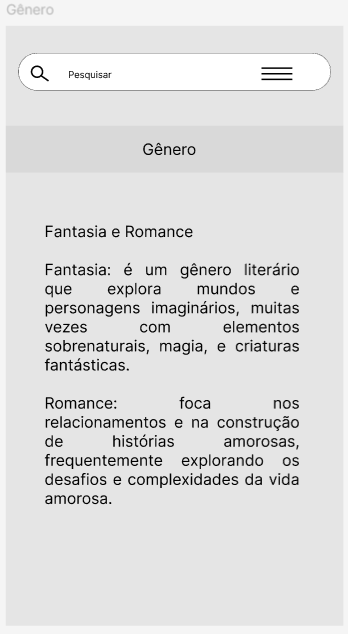 Gênero
Pesquisar
Gênero
Fantasia e Romance
Fantasia: é um gênero literário
que explora mundos e
personagens imaginários, muitas
vezes com elementos
sobrenaturais, magia, e criaturas
fantásticas.
Romance: foca nos
relacionamentos e na construção
de histórias amorosas,
frequentemente explorando os
desafios e complexidades da vida
amorosa.